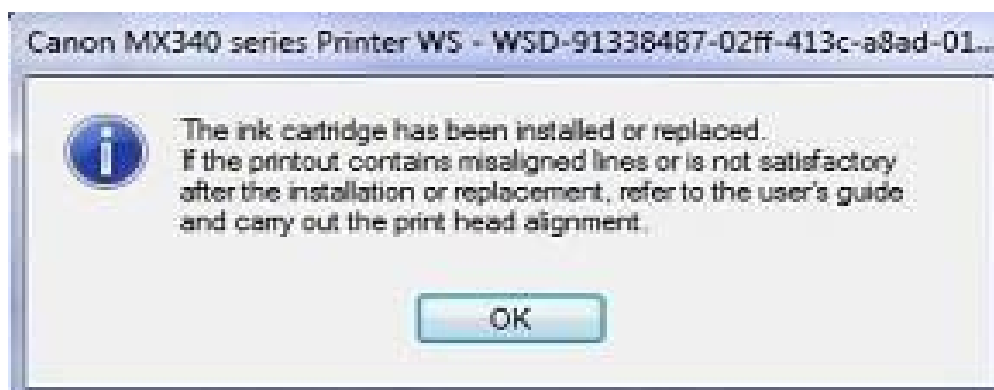 Canon MX340 series Printer WS - WSD-91338487-02ff-413c-a8ad-01...
The ink cartridge has been installed or replaced.
If the printout contains misaligned lines or is not satisfactory
after the installation or replacement, refer to the user's guide
and carry out the print head alignment.
OK